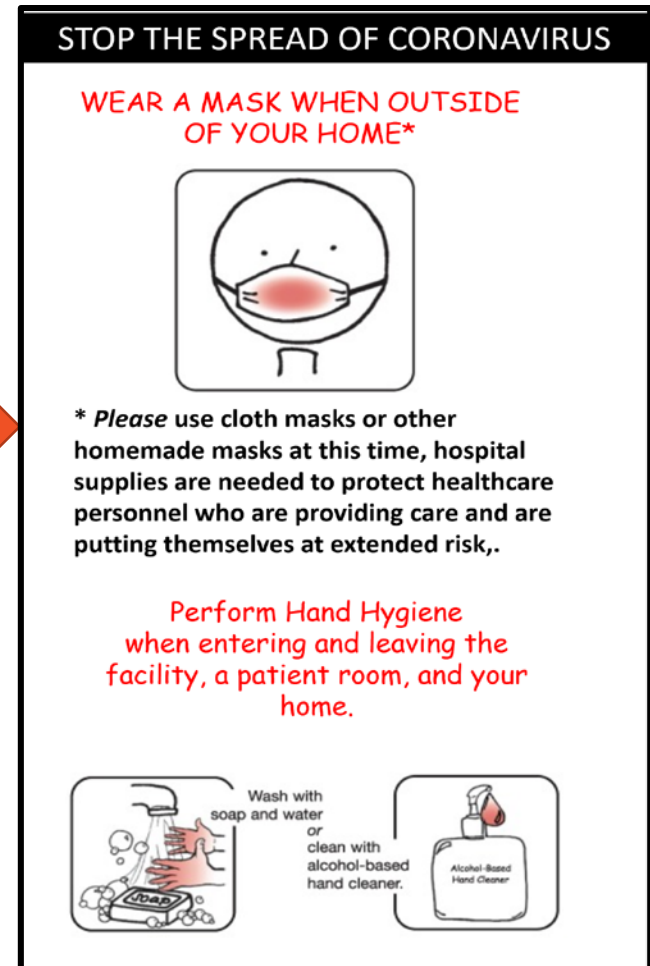 STOP THE SPREAD OF CORONAVIRUS
WEAR A MASK WHEN OUTSIDE
OF YOUR HOME*
* Please use cloth masks or other
homemade masks at this time, hospital
supplies are needed to protect healthcare
personnel who are providing care and are
putting themselves at extended risk,.
Perform Hand Hygiene
when entering and leaving the
facility, a patient room, and your
home.
Wash with
soap and water
or
clean with
alcohol-based
hand cleaner.
SOAP
Alcohol-Based
Hand Cleaner